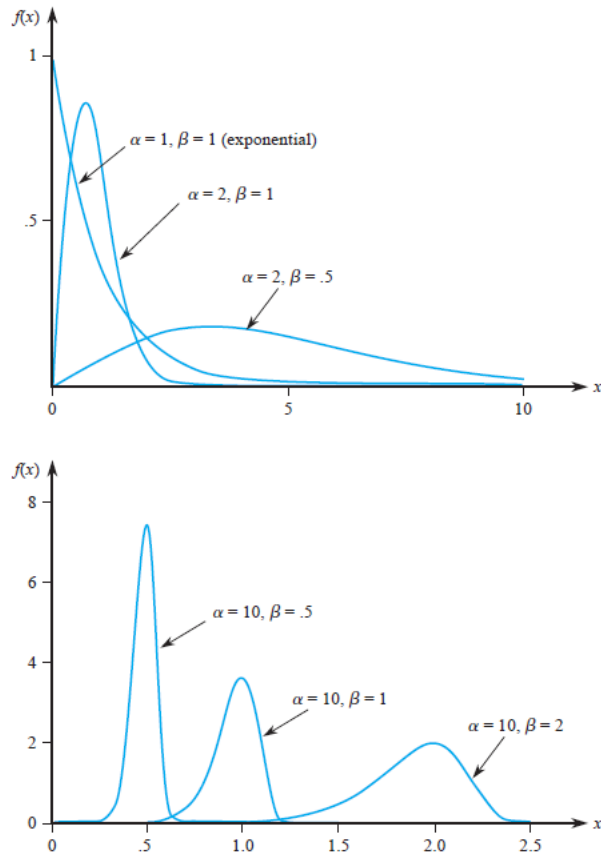 f(x)
1
α = 1, β = 1 (exponential)
α = 2, β = 1
.5
α = 2, β = .5
0
5
10
x
f(x)
8
6
α = 10, β = .5
4
α = 10, β = 1
α = 10, β = 2
2
0
0
.5
1.0
1.5
2.0
2.5
x